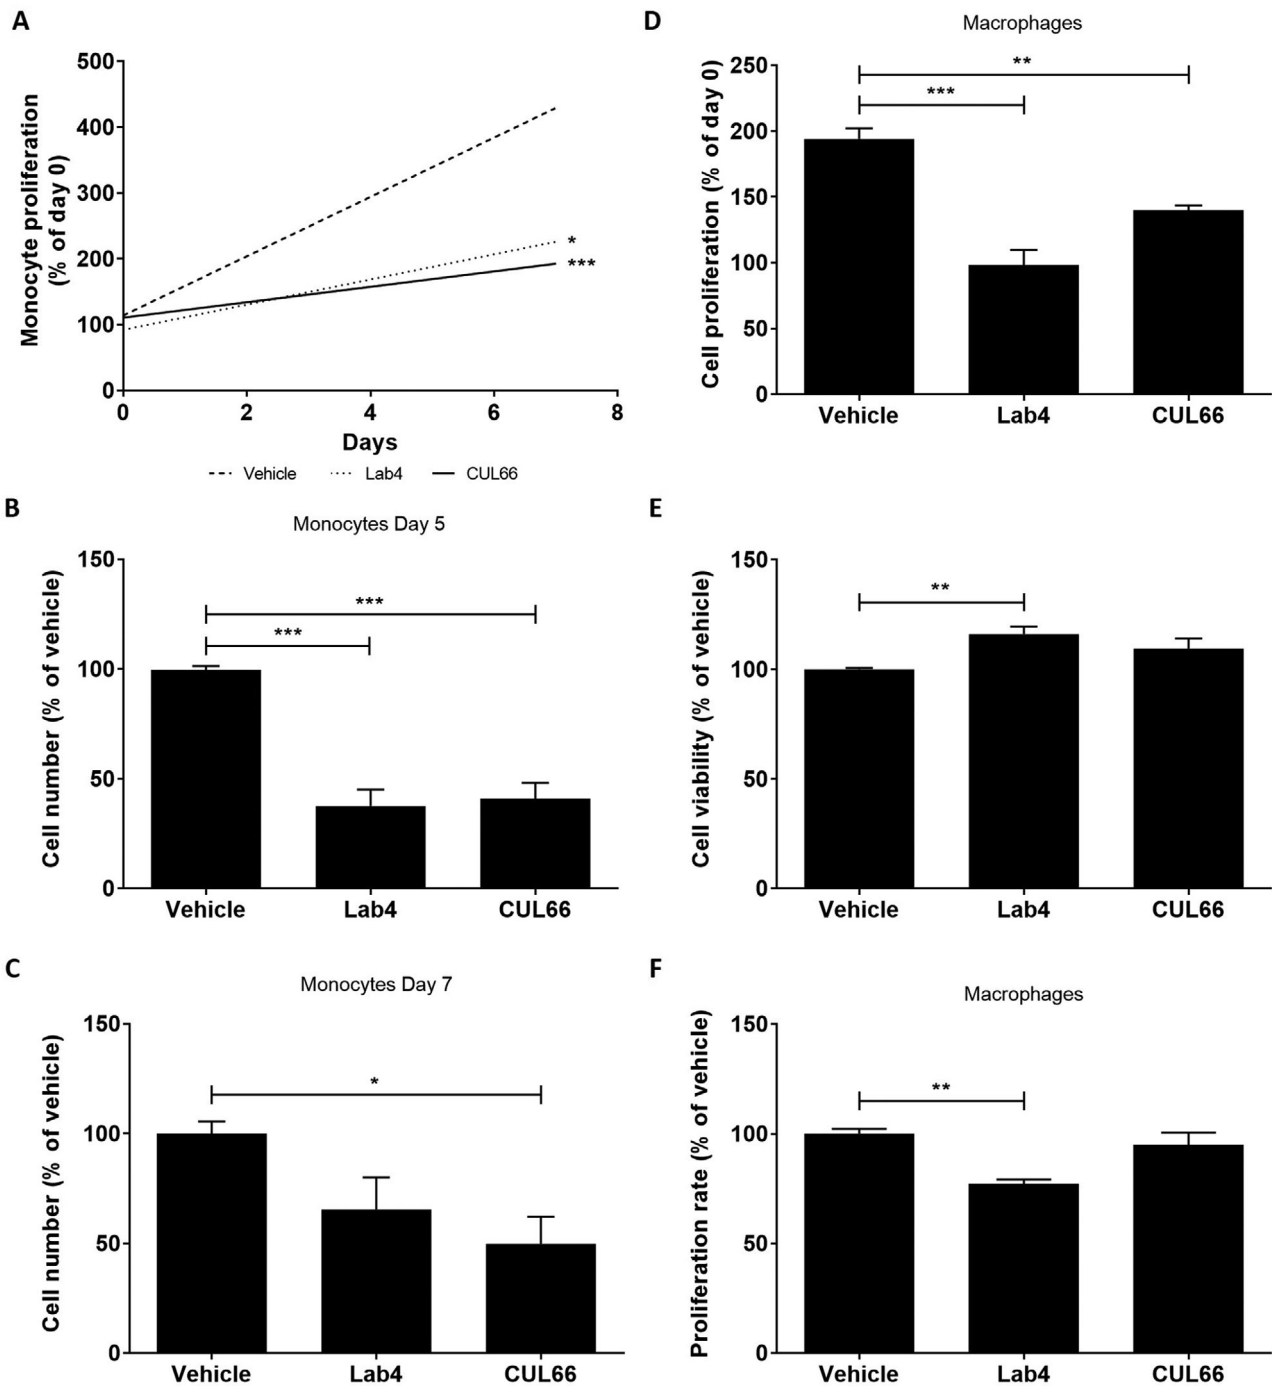 A
Monocyte proliferation
(% of day 0)
500
400
300
200
100
0
*
***
0 2 4 6 8
Days
Vehicle Lab4 CUL66
B
Monocytes Day 5
Cell number (% of vehicle)
150
100
50
0
***
***
Vehicle Lab4 CUL66
C
Monocytes Day 7
Cell number (% of vehicle)
150
100
50
0
*
Vehicle Lab4 CUL66
D
Macrophages
Cell proliferation (% of day 0)
250
200
150
100
50
0
**
***
Vehicle Lab4 CUL66
E
Cell viability (% of vehicle)
150
100
50
0
**
Vehicle Lab4 CUL66
F
Macrophages
Proliferation rate (% of vehicle)
150
100
50
0
**
Vehicle Lab4 CUL66